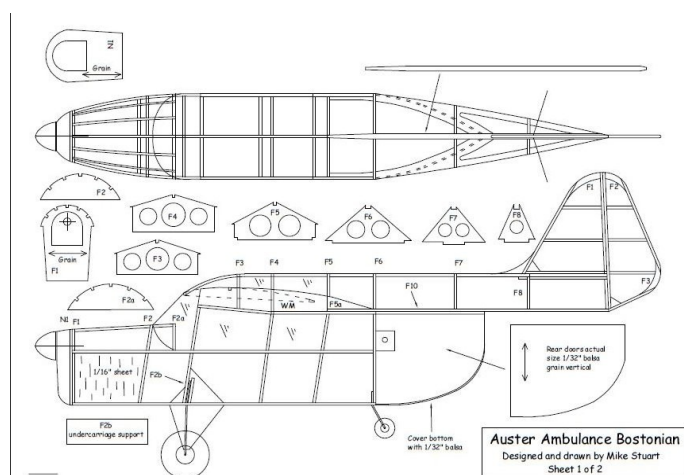 N1
Grain
F2
F1
F2
F4
F5
F6
F7
F8
Grain
F1
F3
F3
F4
F5
F6
F7
F2a
WM
F5a
F10
F8
F3
N1
F1
F2
F2a
1/16" sheet
F2b
F2b
undercarriage support
Rear doors actual
size 1/32" balsa
grain vertical
Cover bottom
with 1/32" balsa
Auster Ambulance Bostonian
Designed and drawn by Mike Stuart
Sheet 1 of 2